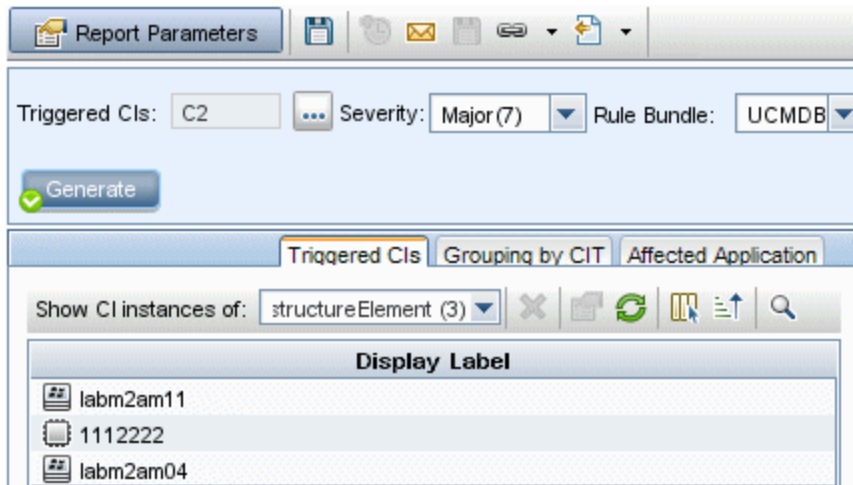 Report Parameters
Triggered CIs: C2 ... Severity: Major(7) Rule Bundle: UCMDB
Generate
Triggered CIs Grouping by CIT Affected Application
Show CI instances of: structureElement (3)
Display Label
labm2am11
1112222
labm2am04